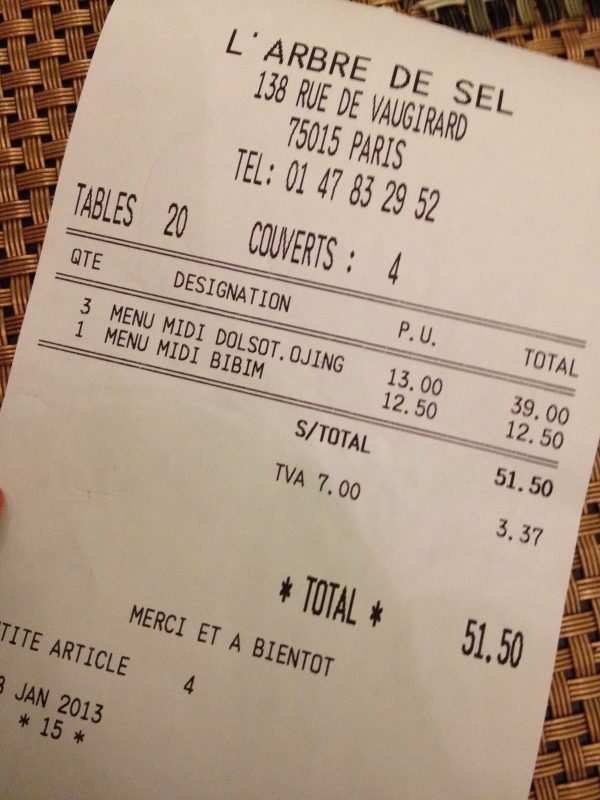 L'ARBRE DE SEL
138 RUE DE VAUGIRARD
75015 PARIS
TEL: 01 47 83 29 52
TABLES 20 COUVERTS : 4
QTE DESIGNATION P.U. TOTAL
3 MENU MIDI DOLSOT.OJING 13.00 39.00
1 MENU MIDI BIBIM 12.50 12.50
S/TOTAL 51.50
TVA 7.00 3.37
* TOTAL * 51.50
MERCI ET A BIENTOT
TITE ARTICLE 4
JAN 2013
* 15 *